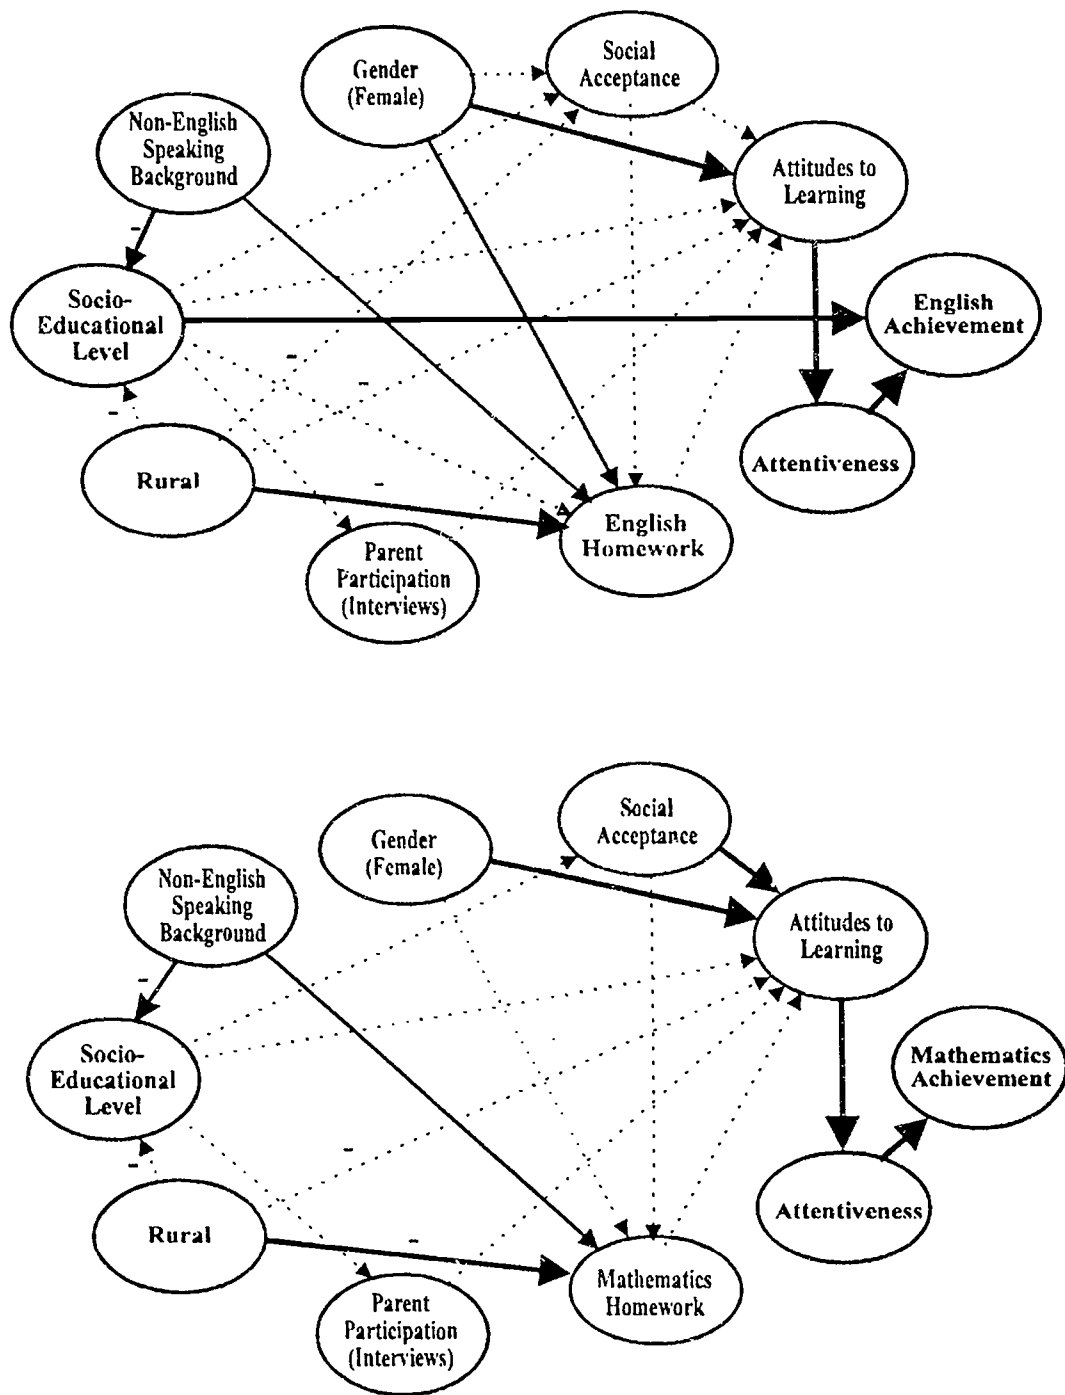 Social
Acceptance
Gender
(Female)
Non-English
Speaking
Background
Attitudes to
Learning
-
Socio-
Educational
Level
English
Achievement
-
-
-
Attentiveness
Rural
-
English
Homework
Parent
Participation
(Interviews)
Social
Acceptance
Gender
(Female)
Non-English
Speaking
Background
Attitudes to
Learning
-
Socio-
Educational
Level
Mathematics
Achievement
-
-
Attentiveness
Rural
-
Mathematics
Homework
Parent
Participation
(Interviews)